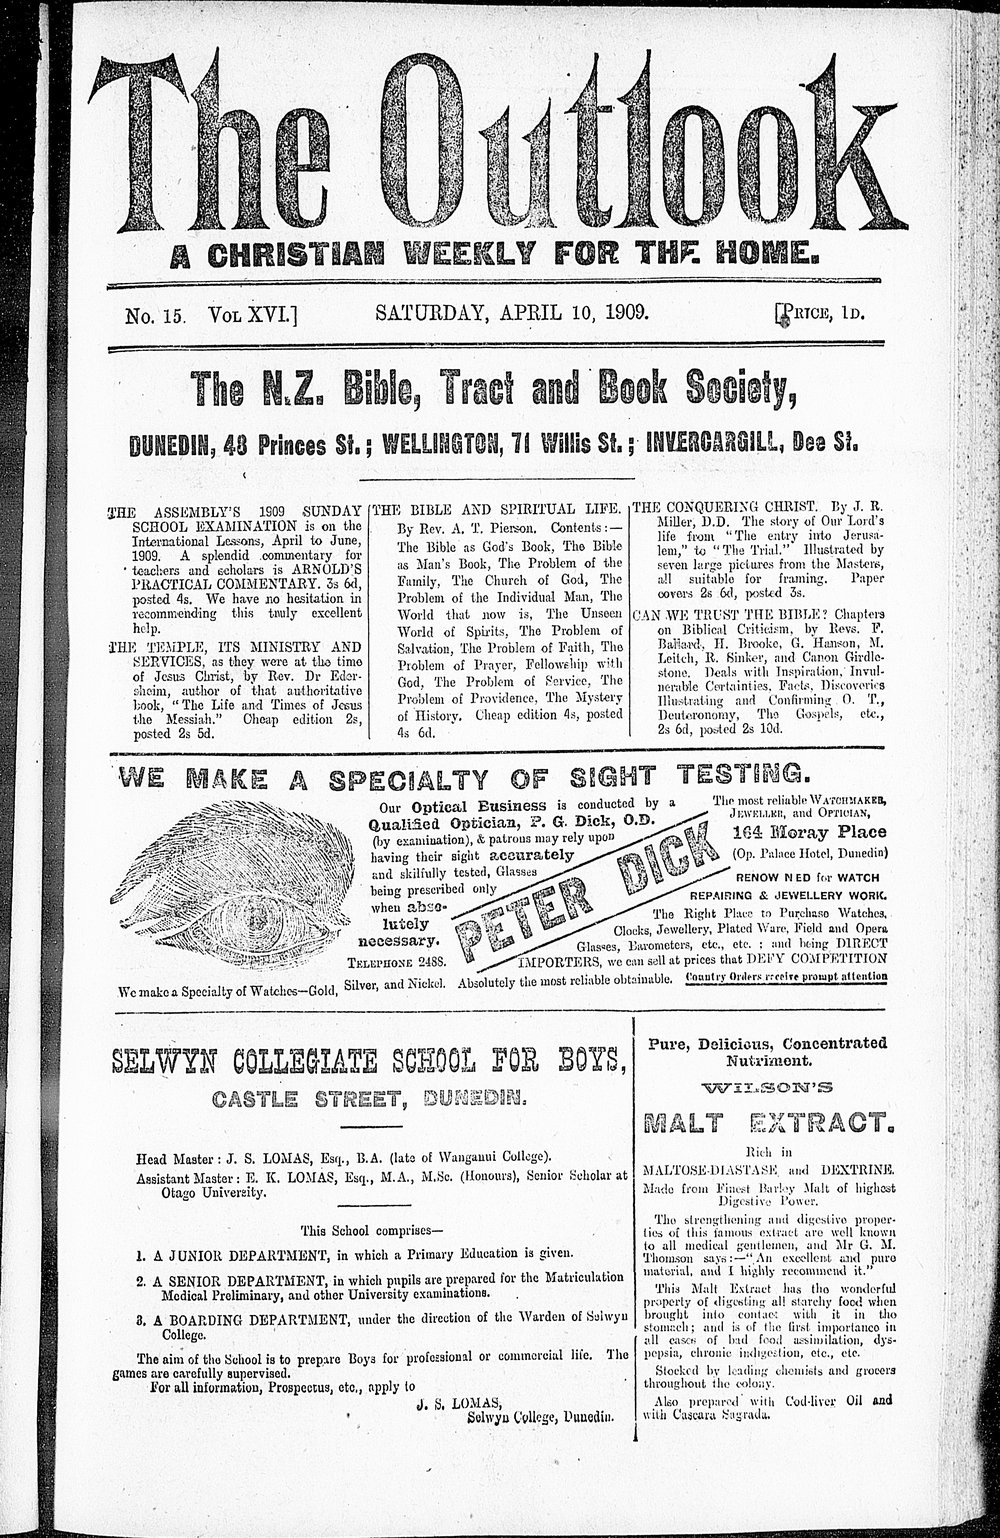 The Outlook
A CHRISTIAN WEEKLY FOR THE HOME.
No. 15. VOL XVI.] SATURDAY, APRIL 10, 1909. [PRICE, 1D.
The N.Z. Bible, Tract and Book Society,
DUNEDIN, 48 Princes St.; WELLINGTON, 71 Willis St.; INVERCARGILL, Dee St.
THE ASSEMBLY'S 1909 SUNDAY
SCHOOL EXAMINATION is on the
International Lessons, April to June,
1909. A splendid commentary for
teachers and scholars is ARNOLD'S
PRACTICAL COMMENTARY. 3s 6d,
posted 4s. We have no hesitation in
recommending this truly excellent
help.
THE TEMPLE, ITS MINISTRY AND
SERVICES, as they were at the time
of Jesus Christ, by Rev. Dr Eder-
sheim, author of that authoritative
book, "The Life and Times of Jesus
the Messiah." Cheap edition 2s,
posted 2s 5d.
THE BIBLE AND SPIRITUAL LIFE.
By Rev. A. T. Pierson. Contents:—
The Bible as God's Book, The Bible
as Man's Book, The Problem of the
Family, The Church of God, The
Problem of the Individual Man, The
World that now is, The Unseen
World of Spirits, The Problem of
Salvation, The Problem of Faith, The
Problem of Prayer, Fellowship with
God, The Problem of Service, The
Problem of Providence, The Mystery
of History. Cheap edition 4s, posted
4s 6d.
THE CONQUERING CHRIST. By J. R.
Miller, D.D. The story of Our Lord's
life from "The entry into Jerusa-
lem," to "The Trial." Illustrated by
seven large pictures from the Masters,
all suitable for framing. Paper
covers 2s 6d, posted 3s.
CAN WE TRUST THE BIBLE? Chapters
on Biblical Criticism, by Revs. F.
Ballard, H. Brooke, G. Hanson, M.
Leitch, R. Sinker, and Canon Girdle-
stone. Deals with Inspiration, Invul-
nerable Certainties, Facts, Discoveries
Illustrating and Confirming O. T.,
Deuteronomy, The Gospels, etc.,
2s 6d, posted 2s 10d.
WE MAKE A SPECIALTY OF SIGHT TESTING.
Our Optical Business is conducted by a
Qualified Optician, P. G. Dick, O.D.
(by examination), & patrons may rely upon
having their sight accurately
and skilfully tested, Glasses
being prescribed only
when abso-
lutely
necessary.
TELEPHONE 2488.
PETER DICK
The most reliable WATCHMAKER,
JEWELLER, and OPTICIAN,
164 Moray Place
(Op. Palace Hotel, Dunedin)
RENOWNED for WATCH
REPAIRING & JEWELLERY WORK.
The Right Place to Purchase Watches,
Clocks, Jewellery, Plated Ware, Field and Opera
Glasses, Barometers, etc., etc. ; and being DIRECT
IMPORTERS, we can sell at prices that DEFY COMPETITION
We make a Specialty of Watches—Gold, Silver, and Nickel. Absolutely the most reliable obtainable. Country Orders receive prompt attention
SELWYN COLLEGIATE SCHOOL FOR BOYS,
CASTLE STREET, DUNEDIN.
Head Master : J. S. LOMAS, Esq., B.A. (late of Wanganui College).
Assistant Master : E. K. LOMAS, Esq., M.A., M.Sc. (Honours), Senior Scholar at
Otago University.
This School comprises—
1. A JUNIOR DEPARTMENT, in which a Primary Education is given.
2. A SENIOR DEPARTMENT, in which pupils are prepared for the Matriculation
Medical Preliminary, and other University examinations.
3. A BOARDING DEPARTMENT, under the direction of the Warden of Selwyn
College.
The aim of the School is to prepare Boys for professional or commercial life. The
games are carefully supervised.
For all information, Prospectus, etc., apply to
J. S. LOMAS,
Selwyn College, Dunedin.
Pure, Delicious, Concentrated
Nutriment.
WILSON'S
MALT EXTRACT.
Rich in
MALTOSE-DIASTASE and DEXTRINE.
Made from Finest Barley Malt of highest
Digestive Power.
The strengthening and digestive proper-
ties of this famous extract are well known
to all medical gentlemen, and Mr G. M.
Thomson says:—"An excellent and pure
material, and I highly recommend it."
This Malt Extract has the wonderful
property of digesting all starchy food when
brought into contact with it in the
stomach; and is of the first importance in
all cases of bad food assimilation, dys-
pepsia, chronic indigestion, etc., etc.
Stocked by leading chemists and grocers
throughout the colony.
Also prepared with Cod-liver Oil and
with Cascara Sagrada.